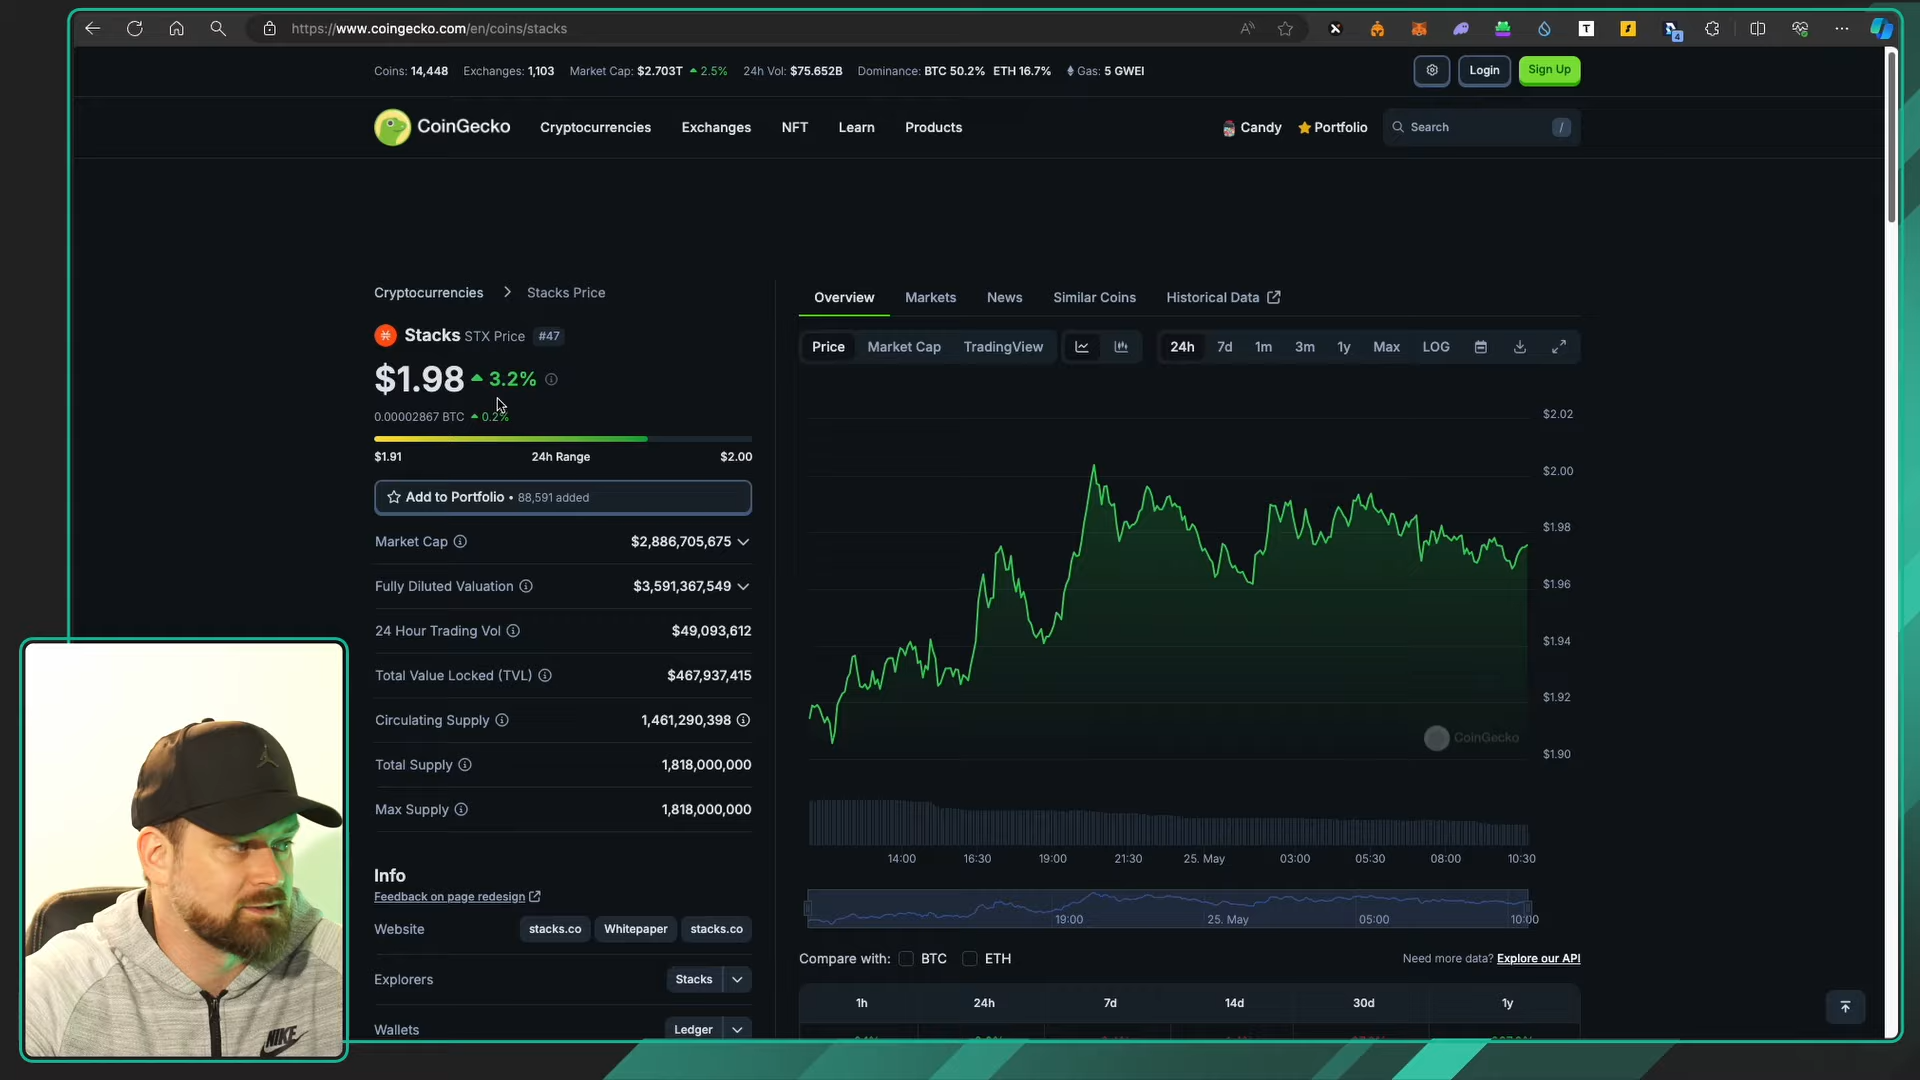 https://www.coingecko.com/en/coins/stacks
Coins: 14,448 Exchanges: 1,103 Market Cap: $2.703T 2.5% 24h Vol: $75.652B Dominance: BTC 50.2% ETH 16.7% Gas: 5 GWEI
Login
Sign Up
CoinGecko Cryptocurrencies Exchanges NFT Learn Products
Candy Portfolio Search /
Cryptocurrencies > Stacks Price
Stacks STX Price #47
$1.98 3.2%
0.00002867 BTC 0.2%
$1.91 24h Range $2.00
Add to Portfolio • 88,591 added
Market Cap $2,886,705,675
Fully Diluted Valuation $3,591,367,549
24 Hour Trading Vol $49,093,612
Total Value Locked (TVL) $467,937,415
Circulating Supply 1,461,290,398
Total Supply 1,818,000,000
Max Supply 1,818,000,000
Info
Feedback on page redesign
Website stacks.co Whitepaper stacks.co
Explorers Stacks
Wallets Ledger
Overview Markets News Similar Coins Historical Data
Price Market Cap TradingView 24h 7d 1m 3m 1y Max LOG
$2.02
$2.00
$1.98
$1.96
$1.94
$1.92
$1.90
CoinGecko
14:00 16:30 19:00 21:30 25. May 03:00 05:30 08:00 10:30
19:00 25. May 05:00 10:00
Compare with: BTC ETH
Need more data? Explore our API
1h 24h 7d 14d 30d 1y
T
4
NIKE